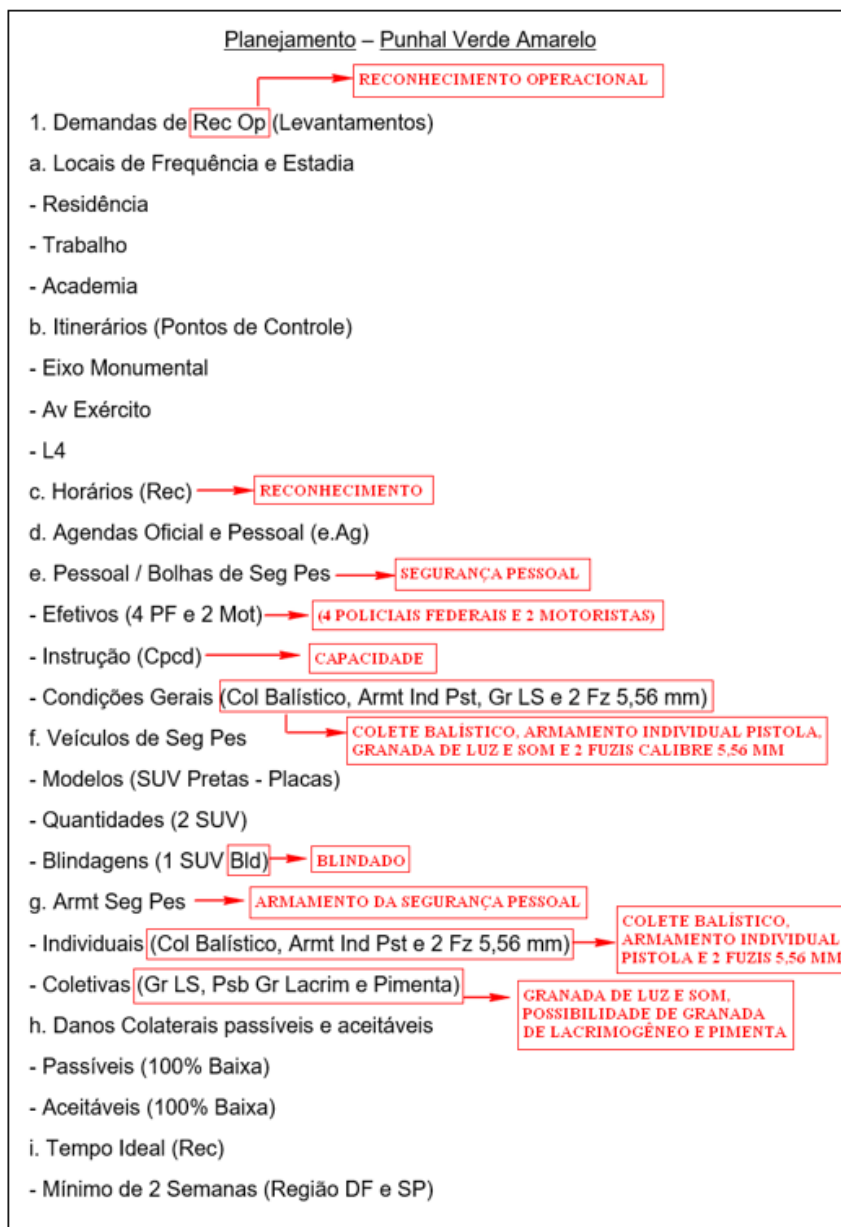 Planejamento – Punhal Verde Amarelo
RECONHECIMENTO OPERACIONAL
1. Demandas de Rec Op (Levantamentos)
a. Locais de Frequência e Estadia
- Residência
- Trabalho
- Academia
b. Itinerários (Pontos de Controle)
- Eixo Monumental
- Av Exército
- L4
c. Horários (Rec) RECONHECIMENTO
d. Agendas Oficial e Pessoal (e.Ag)
e. Pessoal / Bolhas de Seg Pes SEGURANÇA PESSOAL
- Efetivos (4 PF e 2 Mot) (4 POLICIAIS FEDERAIS E 2 MOTORISTAS)
- Instrução (Cpcd) CAPACIDADE
- Condições Gerais (Col Balístico, Armt Ind Pst, Gr LS e 2 Fz 5,56 mm)
COLETE BALÍSTICO, ARMAMENTO INDIVIDUAL PISTOLA,
GRANADA DE LUZ E SOM E 2 FUZIS CALIBRE 5,56 MM
f. Veículos de Seg Pes
- Modelos (SUV Pretas - Placas)
- Quantidades (2 SUV)
- Blindagens (1 SUV Bld) BLINDADO
g. Armt Seg Pes ARMAMENTO DA SEGURANÇA PESSOAL
- Individuais (Col Balístico, Armt Ind Pst e 2 Fz 5,56 mm)
COLETE BALÍSTICO,
ARMAMENTO INDIVIDUAL
PISTOLA E 2 FUZIS 5,56 MM
- Coletivas (Gr LS, Psb Gr Lacrim e Pimenta)
GRANADA DE LUZ E SOM,
POSSIBILIDADE DE GRANADA
DE LACRIMOGÊNEO E PIMENTA
h. Danos Colaterais passíveis e aceitáveis
- Passíveis (100% Baixa)
- Aceitáveis (100% Baixa)
i. Tempo Ideal (Rec)
- Mínimo de 2 Semanas (Região DF e SP)